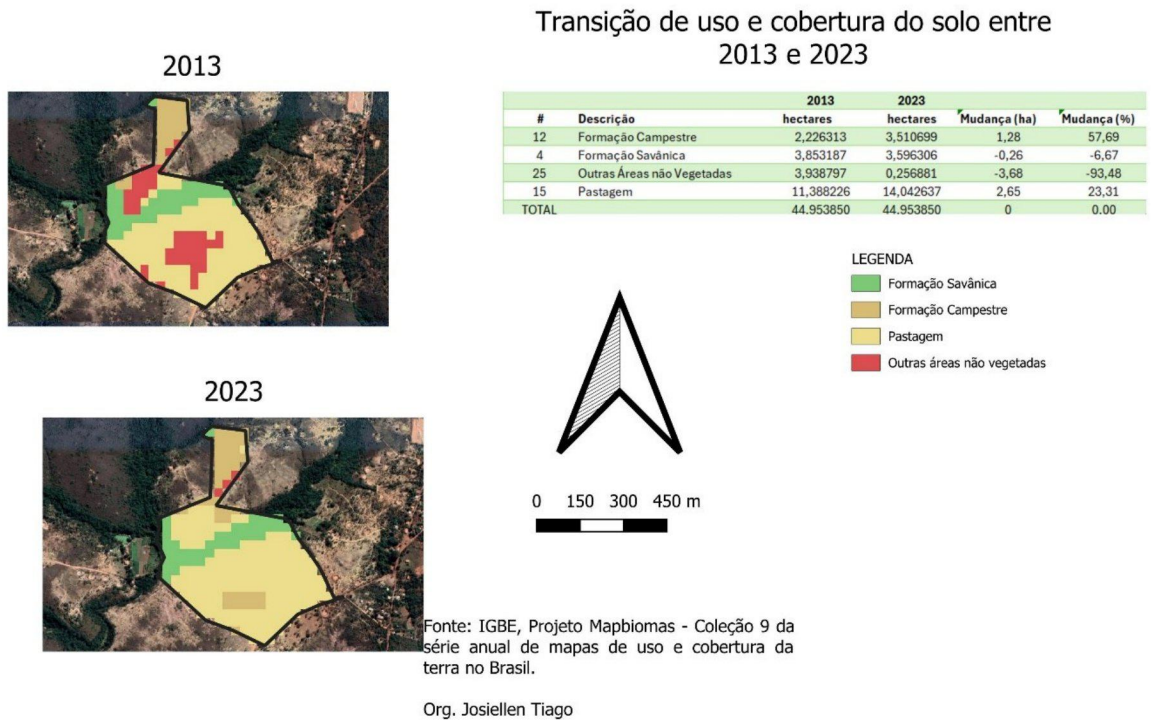 Transição de uso e cobertura do solo entre
2013 e 2023
2013
2013 2023
# Descrição hectares hectares Mudança (ha) Mudança (%)
12 Formação Campestre 2,226313 3,510699 1,28 57,69
4 Formação Savânica 3,853187 3,596306 -0,26 -6,67
25 Outras Áreas não Vegetadas 3,938797 0,256881 -3,68 -93,48
15 Pastagem 11,388226 14,042637 2,65 23,31
TOTAL 44.953850 44.953850 0 0.00
LEGENDA
Formação Savânica
Formação Campestre
Pastagem
Outras áreas não vegetadas
2023
0 150 300 450 m
Fonte: IGBE, Projeto Mapbiomas - Coleção 9 da
série anual de mapas de uso e cobertura da
terra no Brasil.
Org. Josiellen Tiago